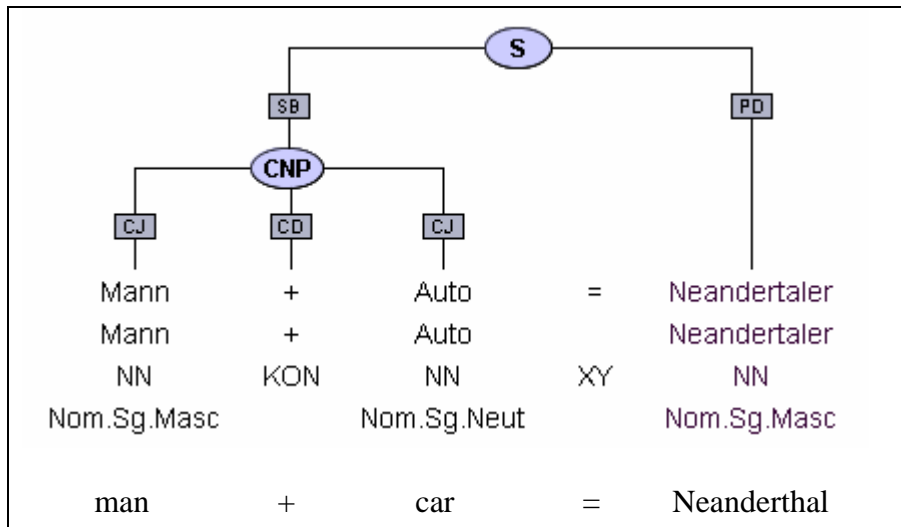 S
SB PD
CNP
CJ CD CJ
Mann + Auto = Neandertaler
Mann + Auto Neandertaler
NN KON NN XY NN
Nom.Sg.Masc Nom.Sg.Neut Nom.Sg.Masc
man + car = Neanderthal